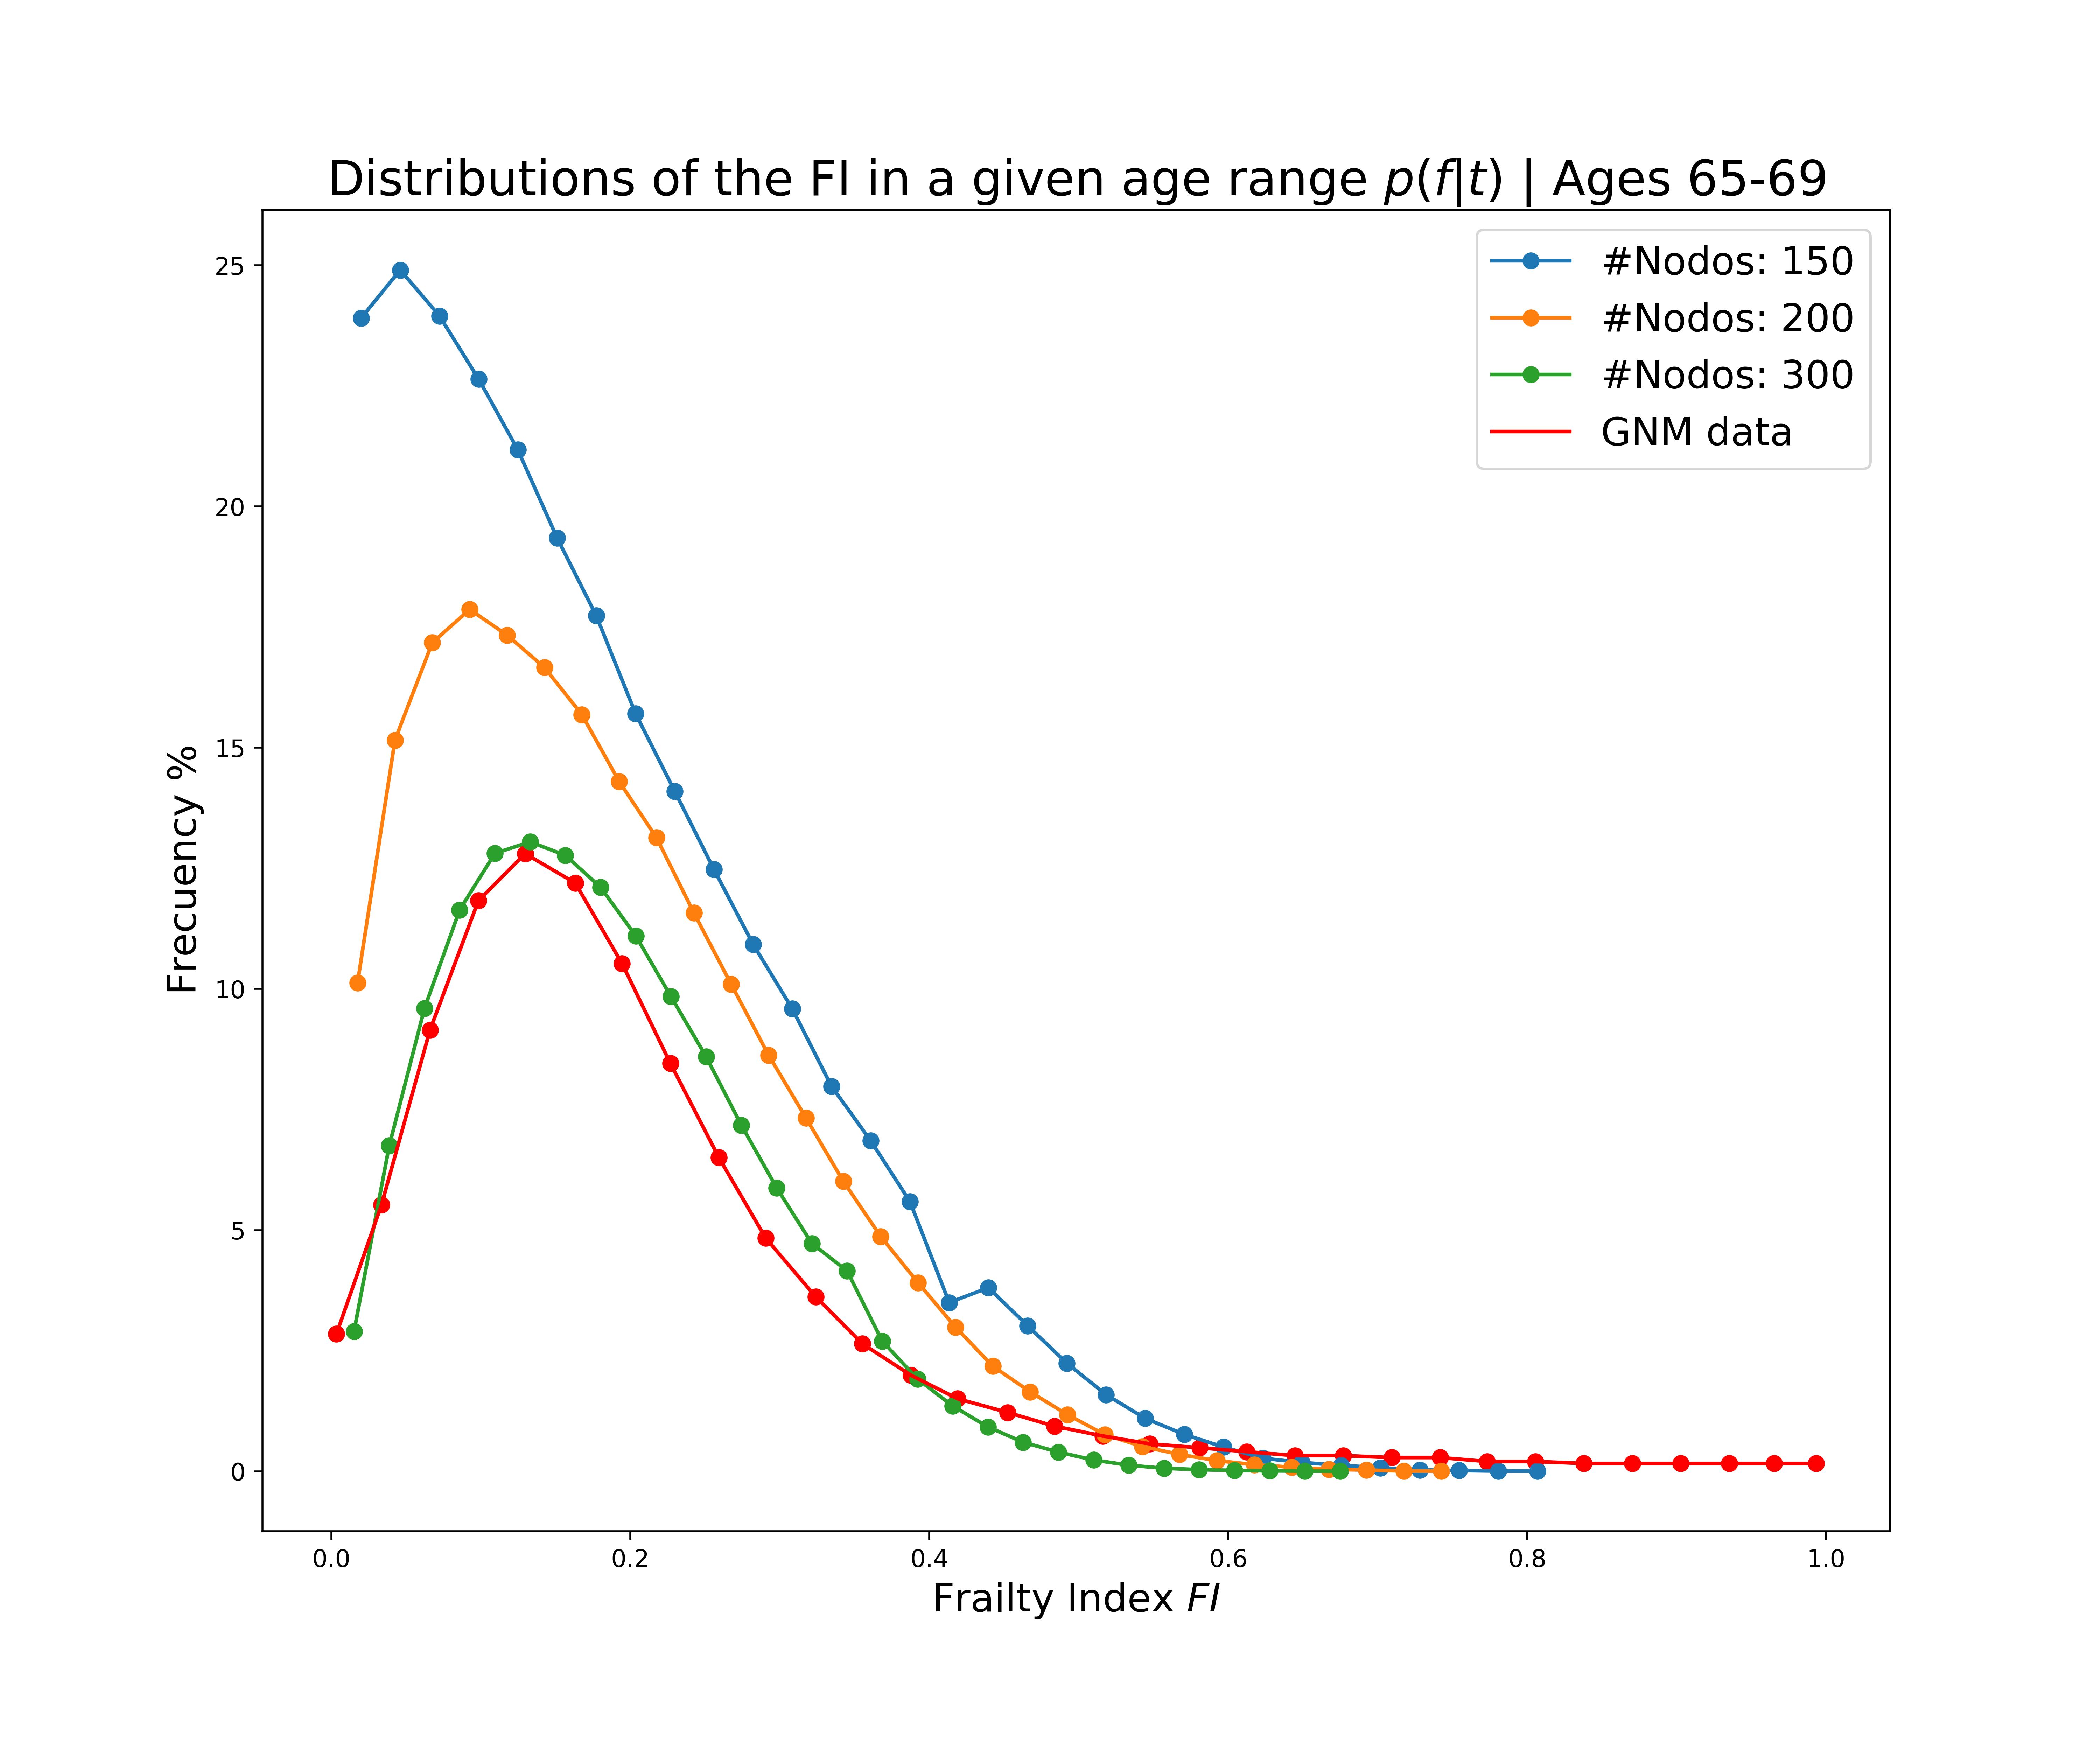 Distributions of the FI in a given age range p(f|t) | Ages 65-69
#Nodos: 150
#Nodos: 200
#Nodos: 300
GNM data
Frecuency %
25
20
15
10
5
0
0.0 0.2 0.4 0.6 0.8 1.0
Frailty Index FI